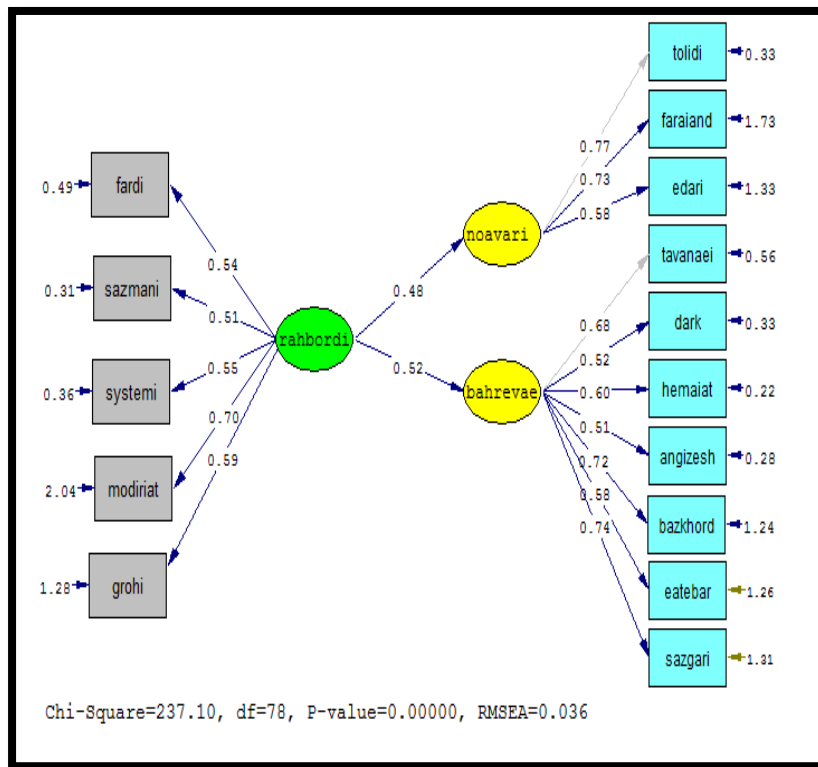 tolidi
0.33
faraiand
1.73
0.77
0.73
edari
1.33
0.58
fardi
0.49
noavari
tavanaei
0.56
0.54
0.48
0.68
sazmani
0.31
0.51
dark
0.33
rahbordi
0.52
0.52
systemi
0.36
0.55
bahrevae
0.60
hemaiat
0.22
0.70
0.51
angizesh
0.28
0.59
0.72
modiriat
2.04
0.58
bazkhord
1.24
0.74
grohi
1.28
eatebar
1.26
sazgari
1.31
Chi-Square=237.10, df=78, P-value=0.00000, RMSEA=0.036